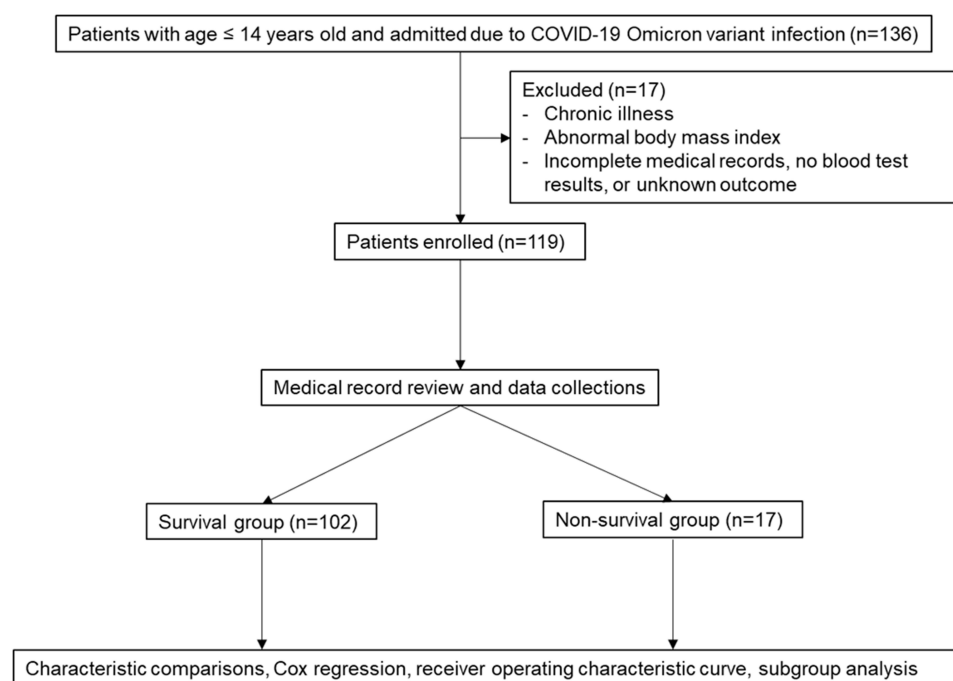 Patients with age ≤ 14 years old and admitted due to COVID-19 Omicron variant infection (n=136)
Excluded (n=17)
- Chronic illness
- Abnormal body mass index
- Incomplete medical records, no blood test
results, or unknown outcome
Patients enrolled (n=119)
Medical record review and data collections
Survival group (n=102)
Non-survival group (n=17)
Characteristic comparisons, Cox regression, receiver operating characteristic curve, subgroup analysis